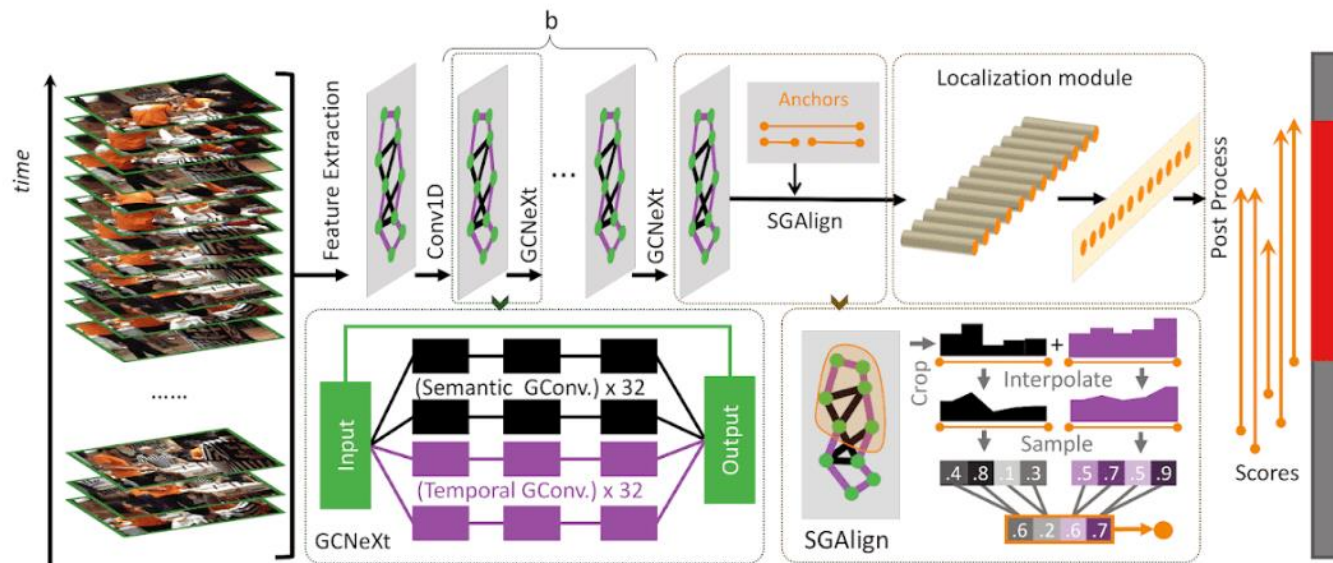 b
time
Feature Extraction
Conv1D
GCNeXt
...
GCNeXt
Anchors
SGAlign
Localization module
Post Process
......
Input
(Semantic GConv.) x 32
(Temporal GConv.) x 32
Output
GCNeXt
SGAlign
Crop
+
Interpolate
Sample
.4 .8 .1 .3
.5 .7 .5 .9
.6 .2 .6 .7
Scores